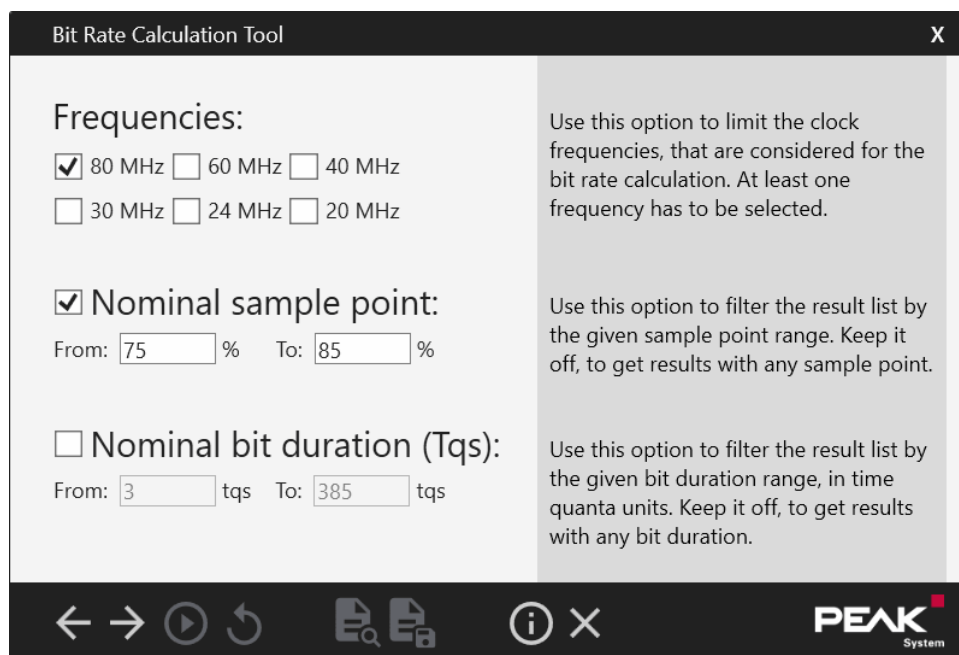 Bit Rate Calculation Tool X
Frequencies:
80 MHz 60 MHz 40 MHz
30 MHz 24 MHz 20 MHz
Use this option to limit the clock
frequencies, that are considered for the
bit rate calculation. At least one
frequency has to be selected.
Nominal sample point:
From: 75 % To: 85 %
Use this option to filter the result list by
the given sample point range. Keep it
off, to get results with any sample point.
Nominal bit duration (Tqs):
From: 3 tqs To: 385 tqs
Use this option to filter the result list by
the given bit duration range, in time
quanta units. Keep it off, to get results
with any bit duration.
PEAK
System